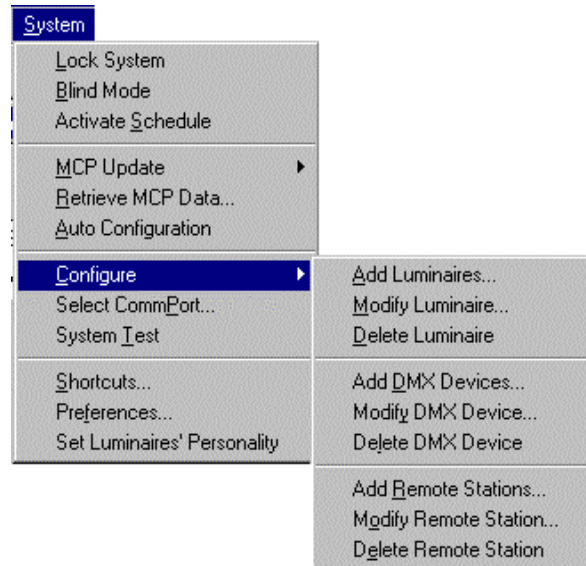 System
Lock System
Blind Mode
Activate Schedule
MCP Update
Retrieve MCP Data...
Auto Configuration
Configure
Select CommPort...
System Test
Shortcuts...
Preferences...
Set Luminaires' Personality
Add Luminaires...
Modify Luminaire...
Delete Luminaire
Add DMX Devices...
Modify DMX Device...
Delete DMX Device
Add Remote Stations...
Modify Remote Station...
Delete Remote Station